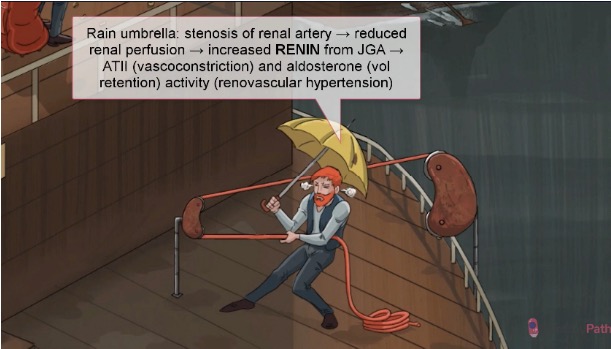 Rain umbrella: stenosis of renal artery → reduced
renal perfusion → increased RENIN from JGA →
ATII (vascoconstriction) and aldosterone (vol
retention) activity (renovascular hypertension)
Path